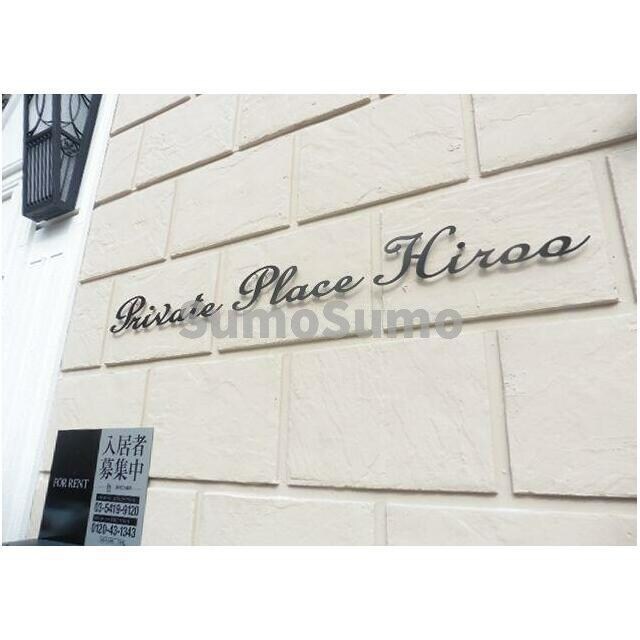 Private Place Hiroo
SumoSumo
入居者
募集中
FOR RENT
03-5419-9120
0120-43-1343